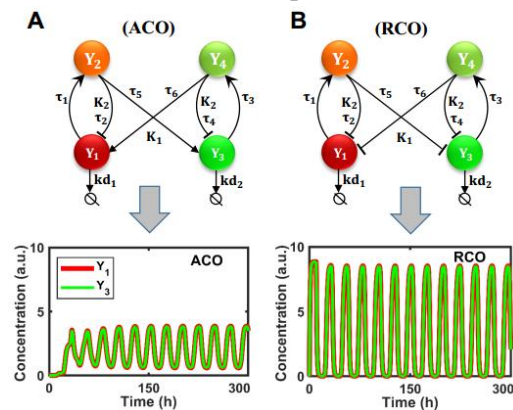 A (ACO)
Y₂ Y₄
τ₁ K₂ τ₂ τ₅ τ₆ K₂ τ₄ τ₃
K₁
Y₁ Y₃
kd₁ kd₂
B (RCO)
Y₂ Y₄
τ₁ K₂ τ₂ τ₅ τ₆ K₂ τ₄ τ₃
K₁
Y₁ Y₃
kd₁ kd₂
Concentration (a.u.)
10
5
0
ACO
Y₁
Y₃
0 150 300
Time (h)
Concentration (a.u.)
10
5
0
RCO
0 150 300
Time (h)